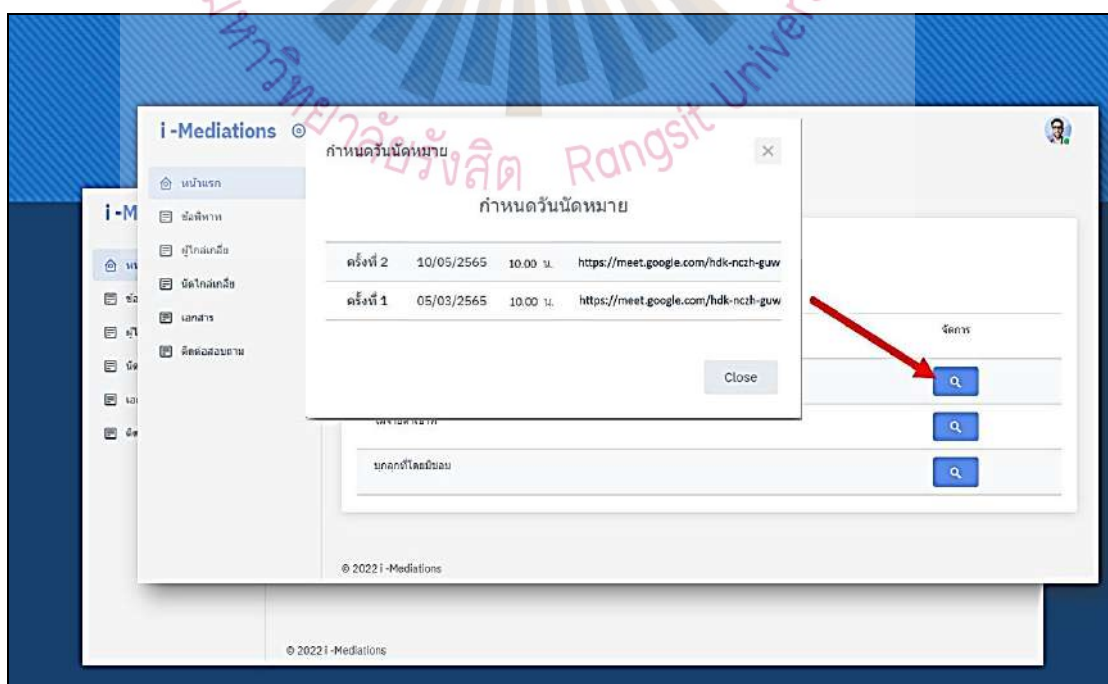 มหาวิทยาลัยรังสิต Rangsit Univer
i-Mediations
หน้าแรก
ข้อพิพาท
ผู้ไกล่เกลี่ย
นัดไกล่เกลี่ย
เอกสาร
ติดต่อสอบถาม
กำหนดวันนัดหมาย
×
กำหนดวันนัดหมาย
ครั้งที่ 2 10/05/2565 10.00 น. https://meet.google.com/hdk-nczh-guw
ครั้งที่ 1 05/03/2565 10.00 น. https://meet.google.com/hdk-nczh-guw
Close
จัดการ
บุกลุกที่โดยมิชอบ
© 2022 i-Mediations
i-M
© 2022 i-Mediations